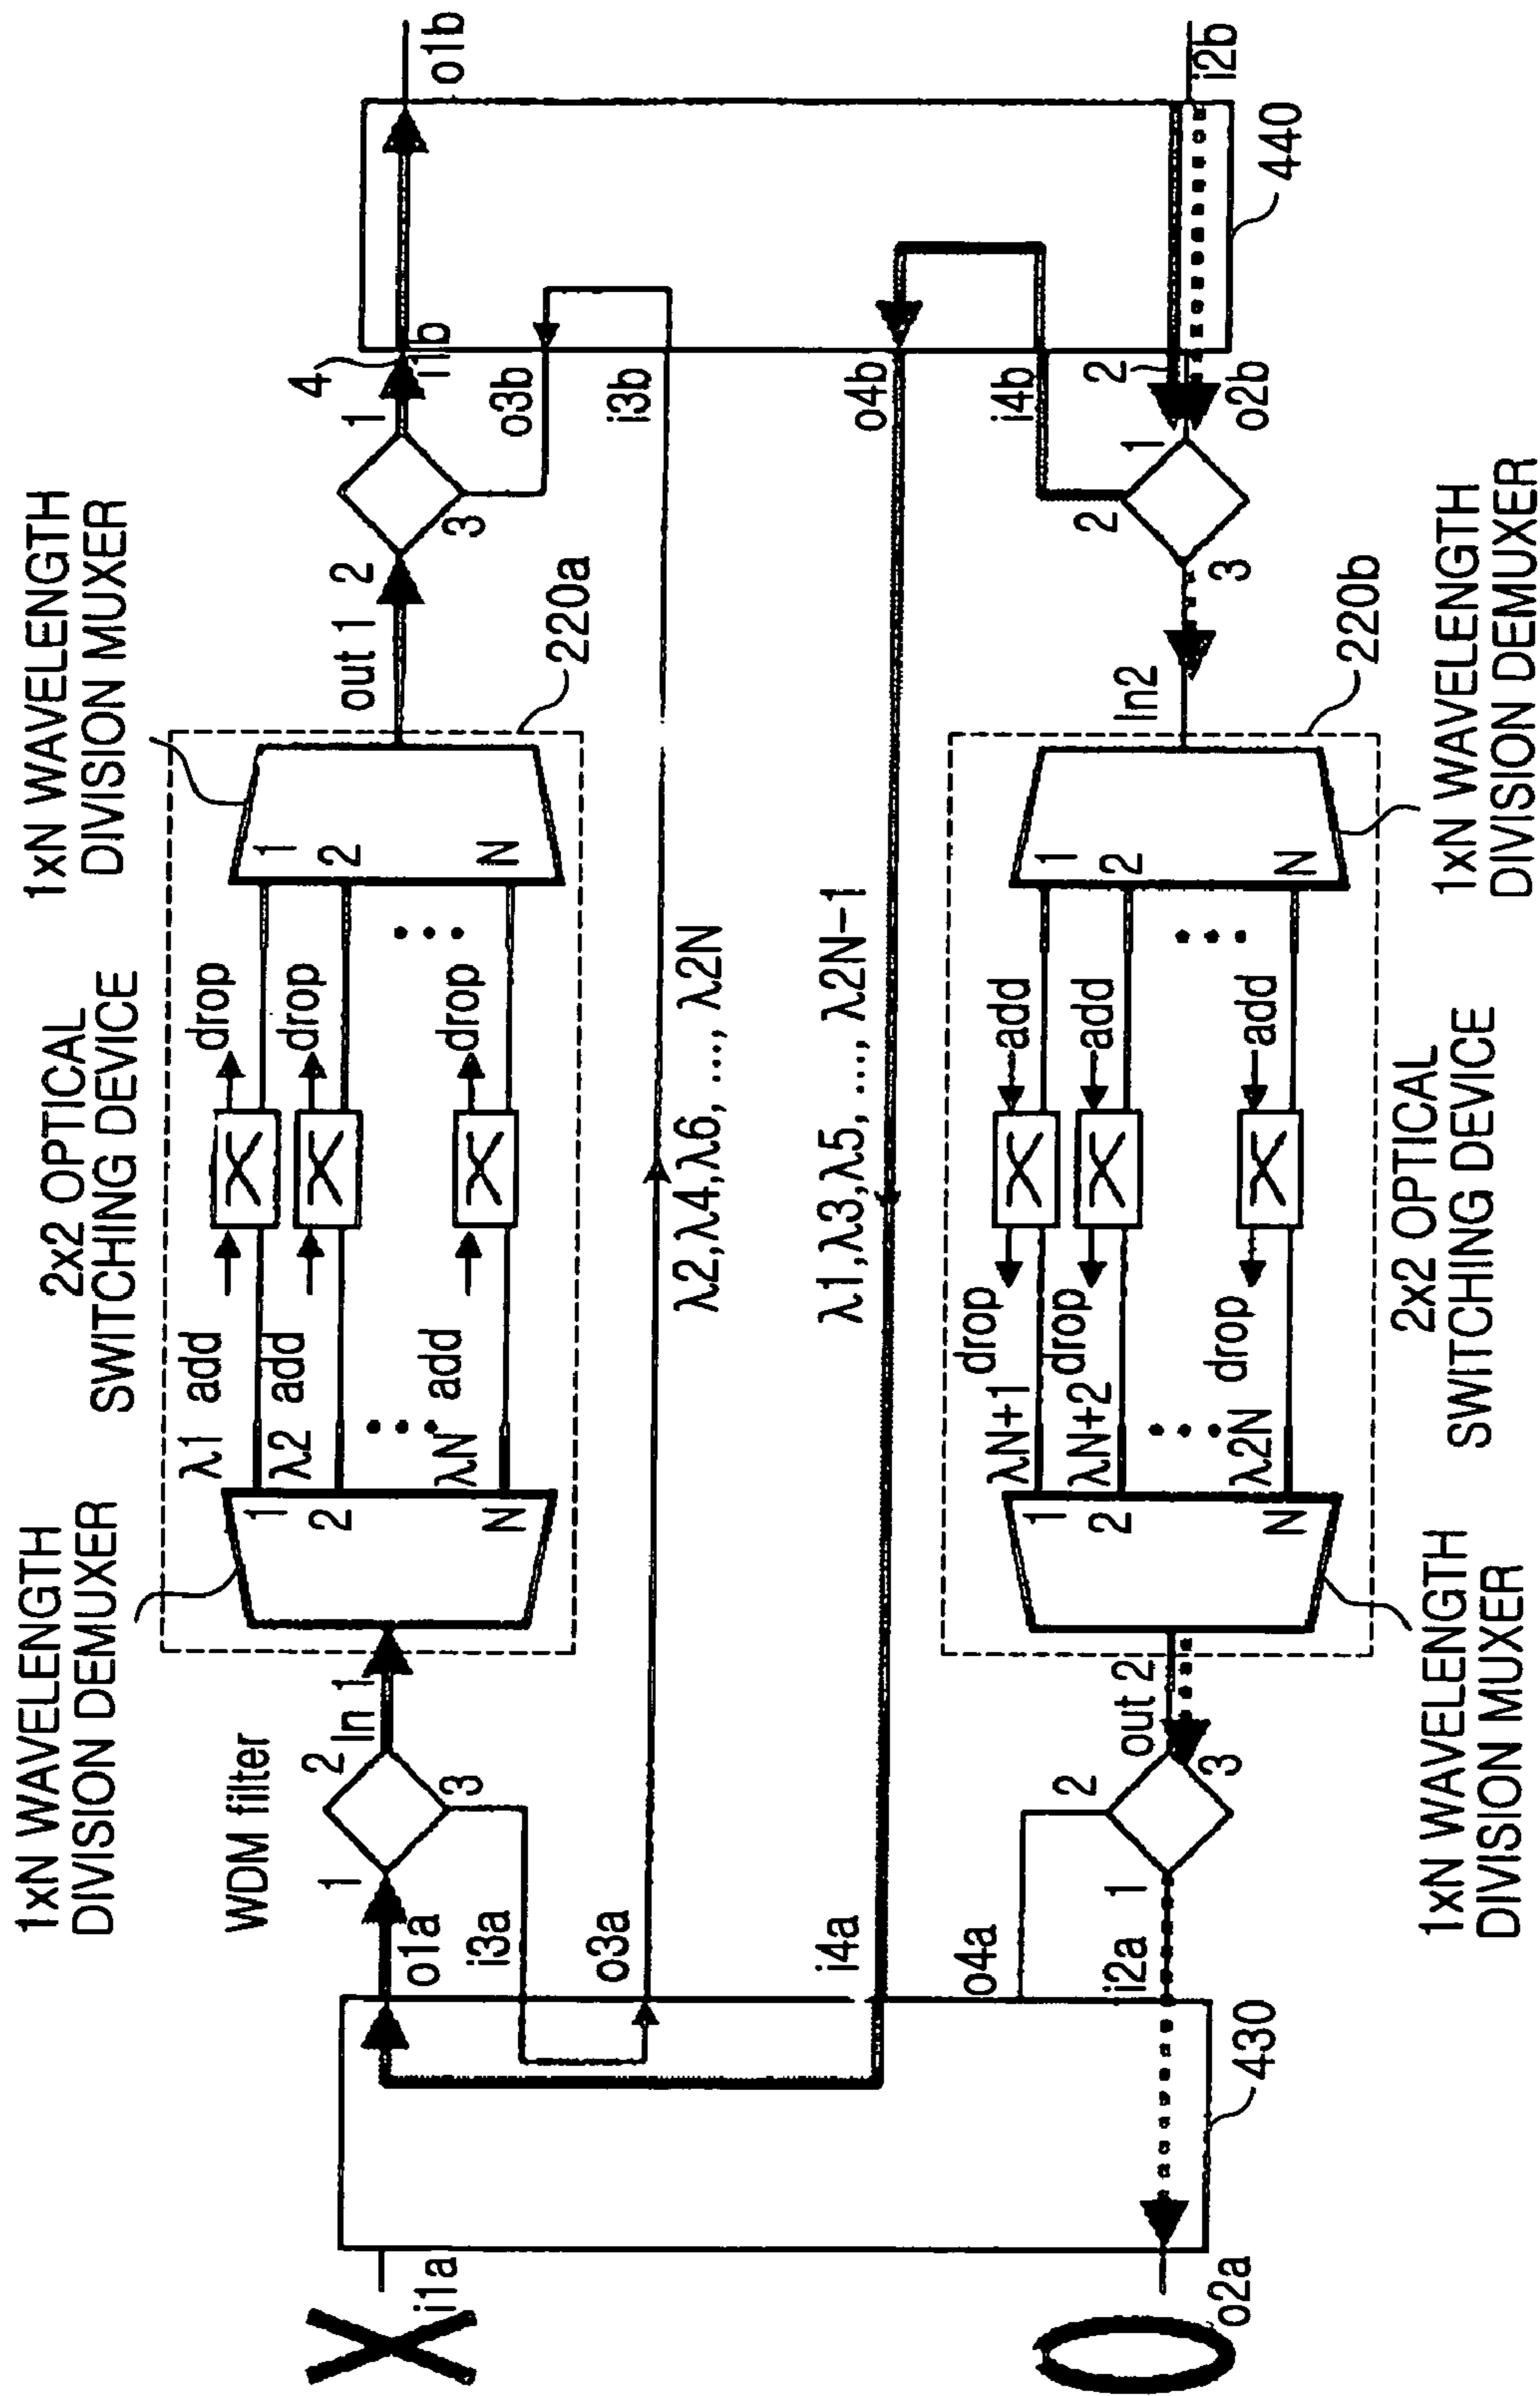 1xN WAVELENGTH
DIVISION DEMUXER
2x2 OPTICAL
SWITCHING DEVICE
1xN WAVELENGTH
DIVISION MUXER
WDM filter
1
2
3
In 1
1
2
N
λ1
add
λ2
add
λN
add
drop
drop
drop
1
2
N
220a
out 1
2
1
3
4
i1b
o1b
i1a
o1a
i3a
o3a
λ2,λ4,λ6, ..., λ2N
o3b
i3b
i4a
λ1,λ3,λ5, ..., λ2N-1
o4b
i4b
o4a
i2a
o2a
430
1
2
3
out 2
1
2
N
λN+1
drop
λN+2
drop
λ2N
drop
add
add
add
1
2
N
In2
220b
3
2
1
2
o2b
i2b
440
1xN WAVELENGTH
DIVISION MUXER
2x2 OPTICAL
SWITCHING DEVICE
1xN WAVELENGTH
DIVISION DEMUXER